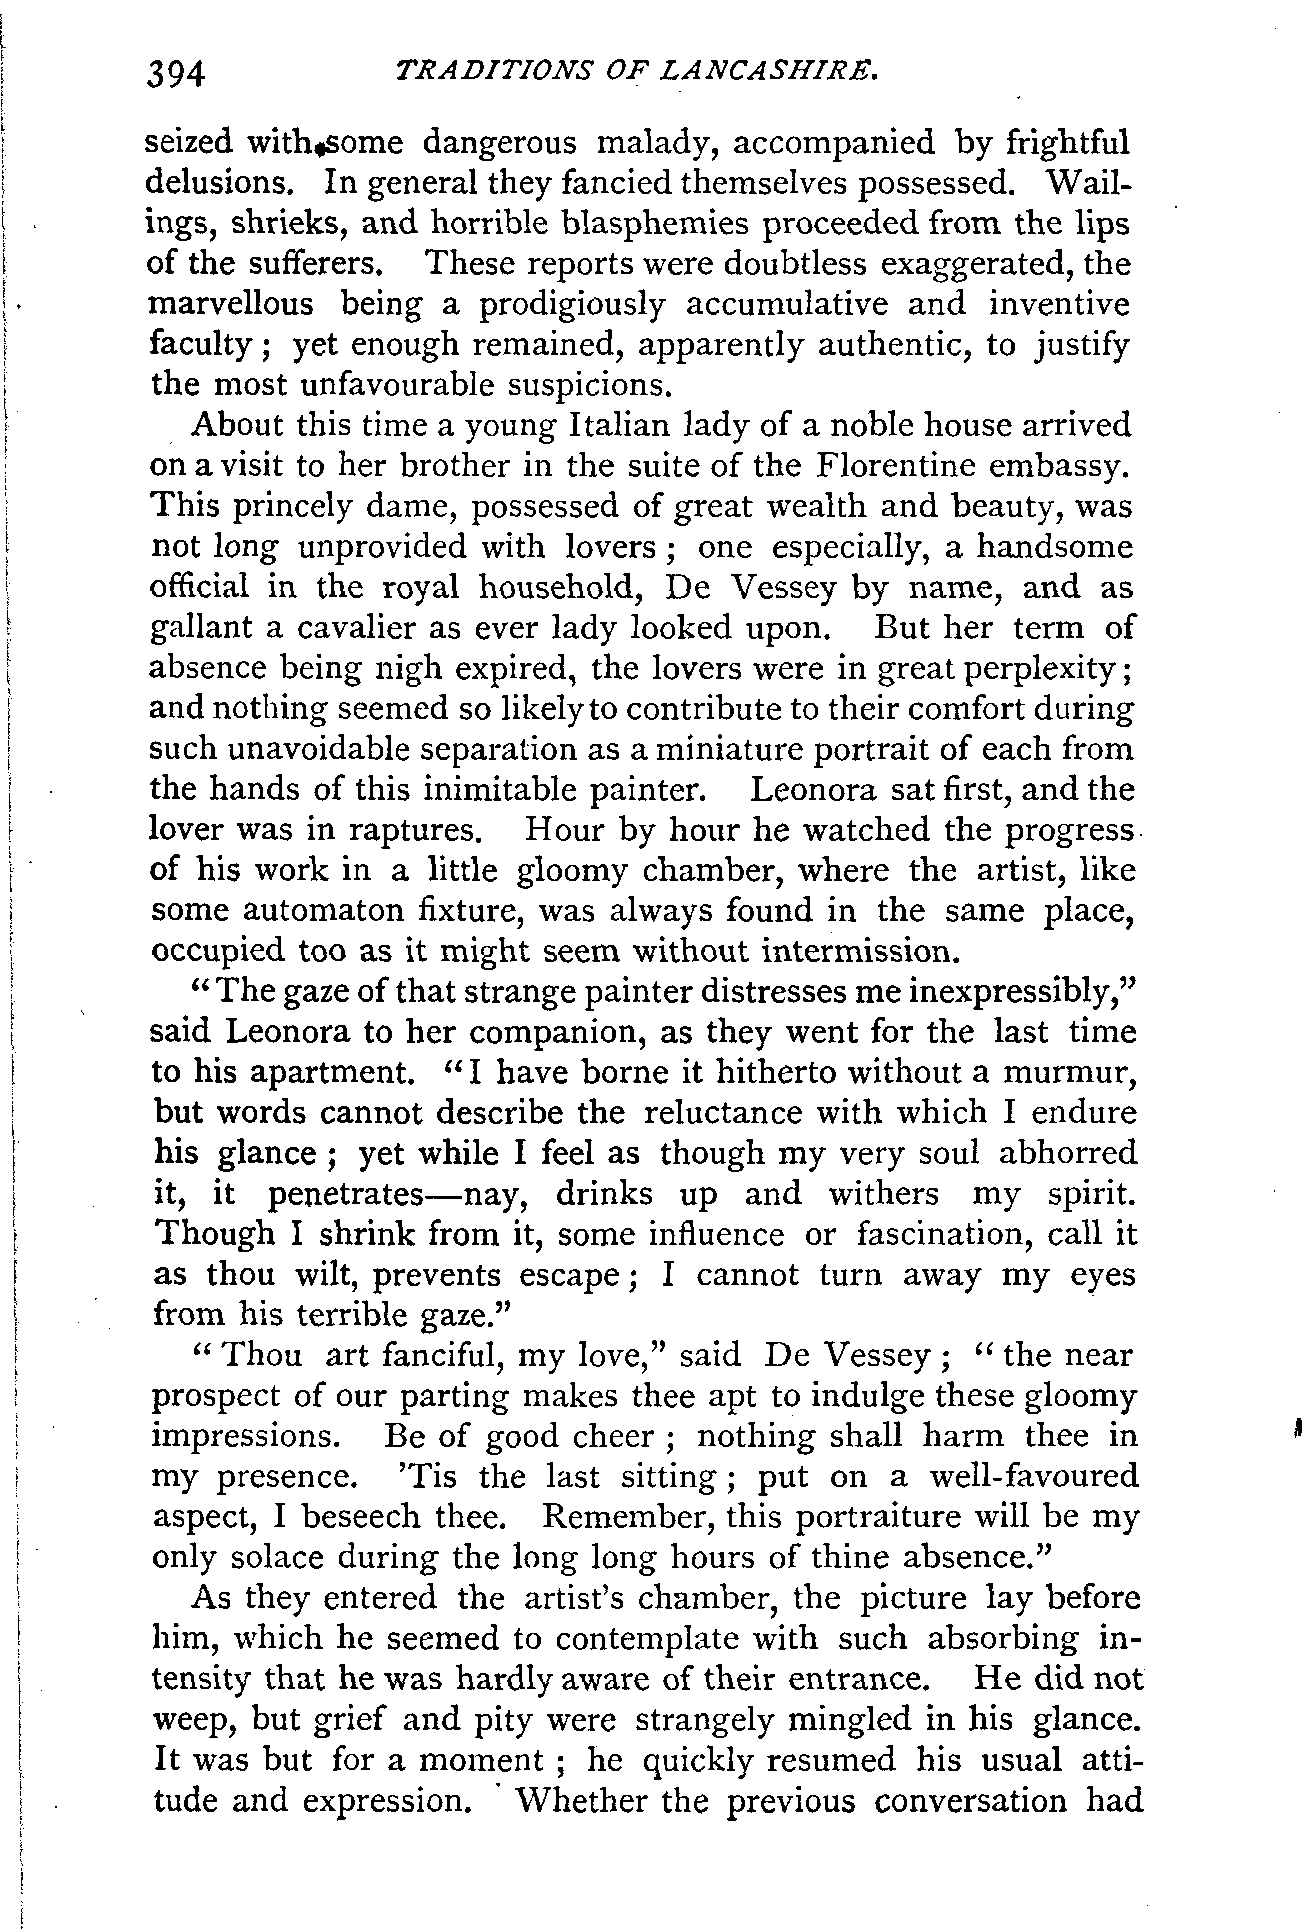 394 TRADITIONS OF LANCASHIRE.
seized with some dangerous malady, accompanied by frightful
delusions. In general they fancied themselves possessed. Wail-
ings, shrieks, and horrible blasphemies proceeded from the lips
of the sufferers. These reports were doubtless exaggerated, the
marvellous being a prodigiously accumulative and inventive
faculty ; yet enough remained, apparently authentic, to justify
the most unfavourable suspicions.
About this time a young Italian lady of a noble house arrived
on a visit to her brother in the suite of the Florentine embassy.
This princely dame, possessed of great wealth and beauty, was
not long unprovided with lovers ; one especially, a handsome
official in the royal household, De Vessey by name, and as
gallant a cavalier as ever lady looked upon. But her term of
absence being nigh expired, the lovers were in great perplexity ;
and nothing seemed so likely to contribute to their comfort during
such unavoidable separation as a miniature portrait of each from
the hands of this inimitable painter. Leonora sat first, and the
lover was in raptures. Hour by hour he watched the progress
of his work in a little gloomy chamber, where the artist, like
some automaton fixture, was always found in the same place,
occupied too as it might seem without intermission.
“The gaze of that strange painter distresses me inexpressibly,”
said Leonora to her companion, as they went for the last time
to his apartment. “I have borne it hitherto without a murmur,
but words cannot describe the reluctance with which I endure
his glance ; yet while I feel as though my very soul abhorred
it, it penetrates—nay, drinks up and withers my spirit.
Though I shrink from it, some influence or fascination, call it
as thou wilt, prevents escape ; I cannot turn away my eyes
from his terrible gaze.”
“ Thou art fanciful, my love,” said De Vessey ; “ the near
prospect of our parting makes thee apt to indulge these gloomy
impressions. Be of good cheer ; nothing shall harm thee in
my presence. ’Tis the last sitting ; put on a well-favoured
aspect, I beseech thee. Remember, this portraiture will be my
only solace during the long long hours of thine absence.”
As they entered the artist’s chamber, the picture lay before
him, which he seemed to contemplate with such absorbing in-
tensity that he was hardly aware of their entrance. He did not
weep, but grief and pity were strangely mingled in his glance.
It was but for a moment ; he quickly resumed his usual atti-
tude and expression. Whether the previous conversation had